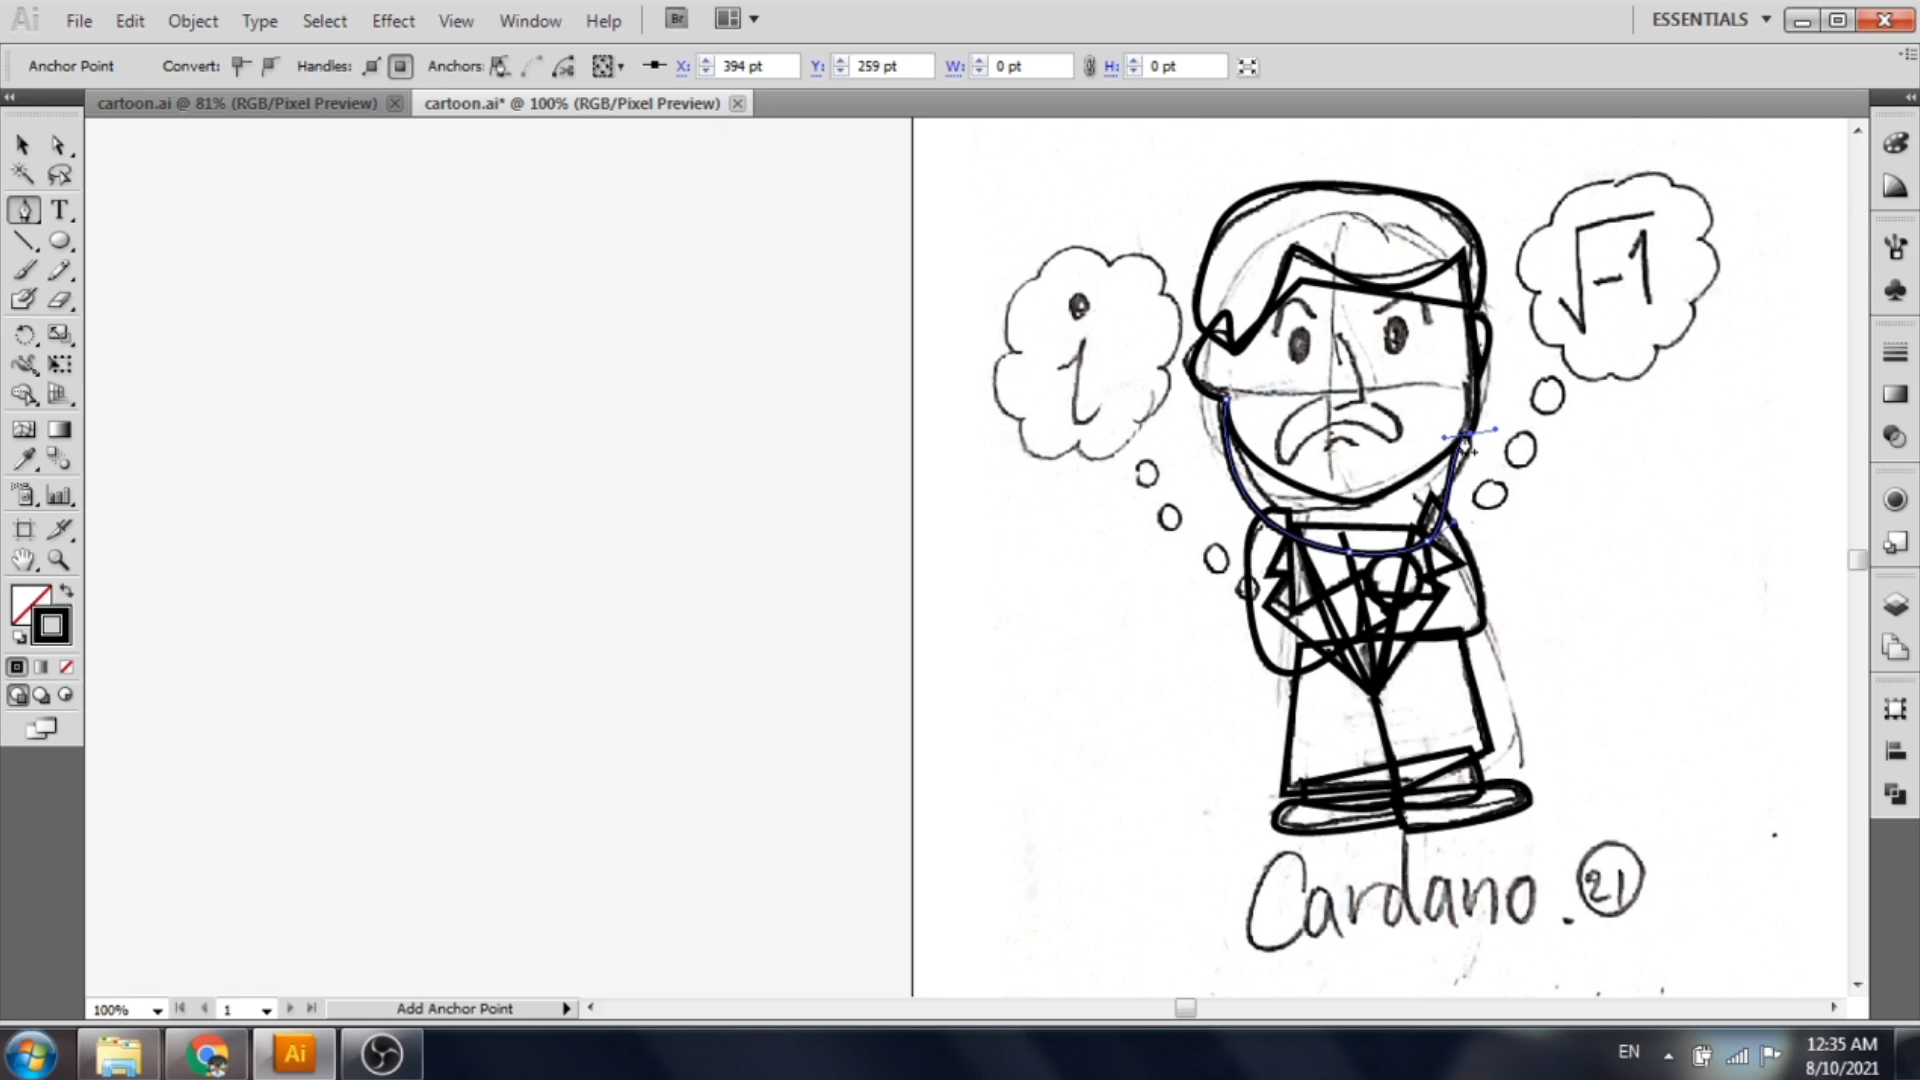 Ai File Edit Object Type Select Effect View Window Help Br ESSENTIALS
Anchor Point Convert: Handles: Anchors: X: 394 pt Y: 259 pt W: 0 pt H: 0 pt
cartoon.ai @ 81% (RGB/Pixel Preview) cartoon.ai* @ 100% (RGB/Pixel Preview)
T
i
√-1
Cardano. 21
100% 1 Add Anchor Point
Ai
EN
12:35 AM
8/10/2021